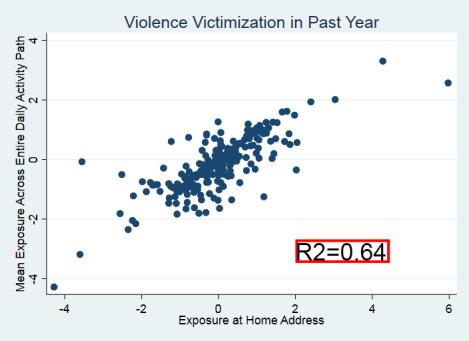 Violence Victimization in Past Year
Mean Exposure Across Entire Daily Activity Path
4
2
0
-2
-4
R2=0.64
-4
-2
0
2
4
6
Exposure at Home Address